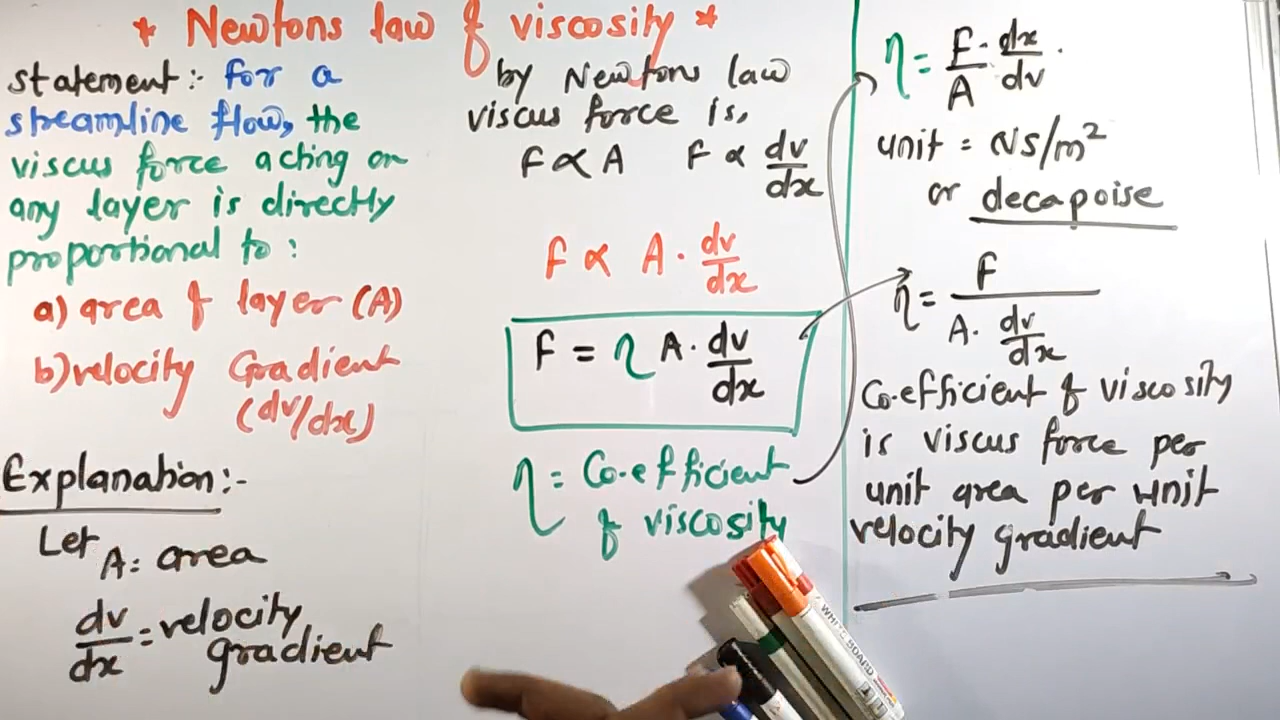 * Newtons law of viscosity *
statement:- for a
streamline flow, the
viscus force acting on
any layer is directly
proportional to:
a) area of layer (A)
b) velocity Gradient
(dv/dx)
Explanation:-
Let A = area
dv/dx = velocity
gradient
by Newtons law
viscus force is,
F ∝ A F ∝ dv/dx
F ∝ A · dv/dx
F = η A · dv/dx
η = Co-efficient
of viscosity
η = F/A · dx/dv ·
unit = Ns/m²
or decapoise
η = F / (A · dv/dx)
Co-efficient of viscosity
is viscus force per
unit area per unit
velocity gradient
WHITE BOARD